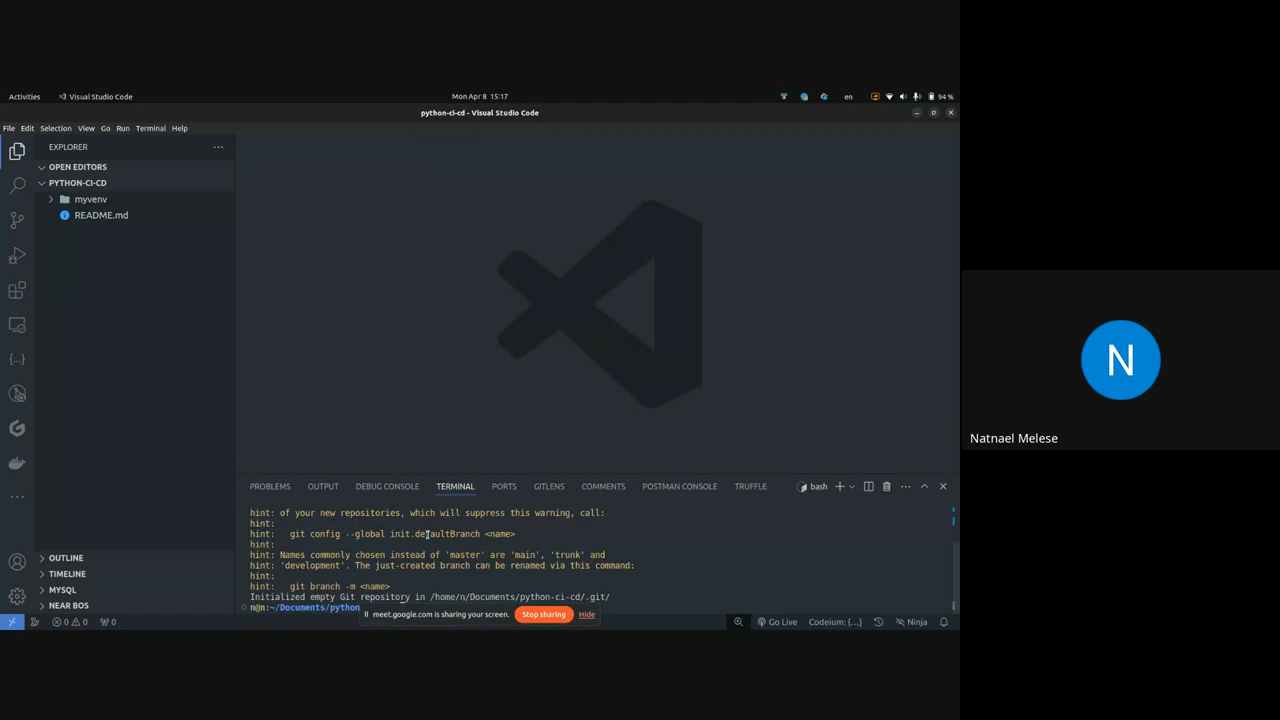 Activities
Visual Studio Code
Mon Apr 8 15:17
en
94 %
python-ci-cd - Visual Studio Code
File Edit Selection View Go Run Terminal Help
EXPLORER
OPEN EDITORS
PYTHON-CI-CD
myvenv
README.md
OUTLINE
TIMELINE
MYSQL
NEAR BOS
PROBLEMS OUTPUT DEBUG CONSOLE TERMINAL PORTS GITLENS COMMENTS POSTMAN CONSOLE TRUFFLE
bash
hint: of your new repositories, which will suppress this warning, call:
hint:
hint: git config --global init.defaultBranch <name>
hint:
hint: Names commonly chosen instead of 'master' are 'main', 'trunk' and
hint: 'development'. The just-created branch can be renamed via this command:
hint:
hint: git branch -m <name>
Initialized empty Git repository in /home/n/Documents/python-ci-cd/.git/
n@n:~/Documents/python
meet.google.com is sharing your screen.
Stop sharing
Hide
0 0 0
Go Live
Codeium: {...}
Ninja
N
Natnael Melese